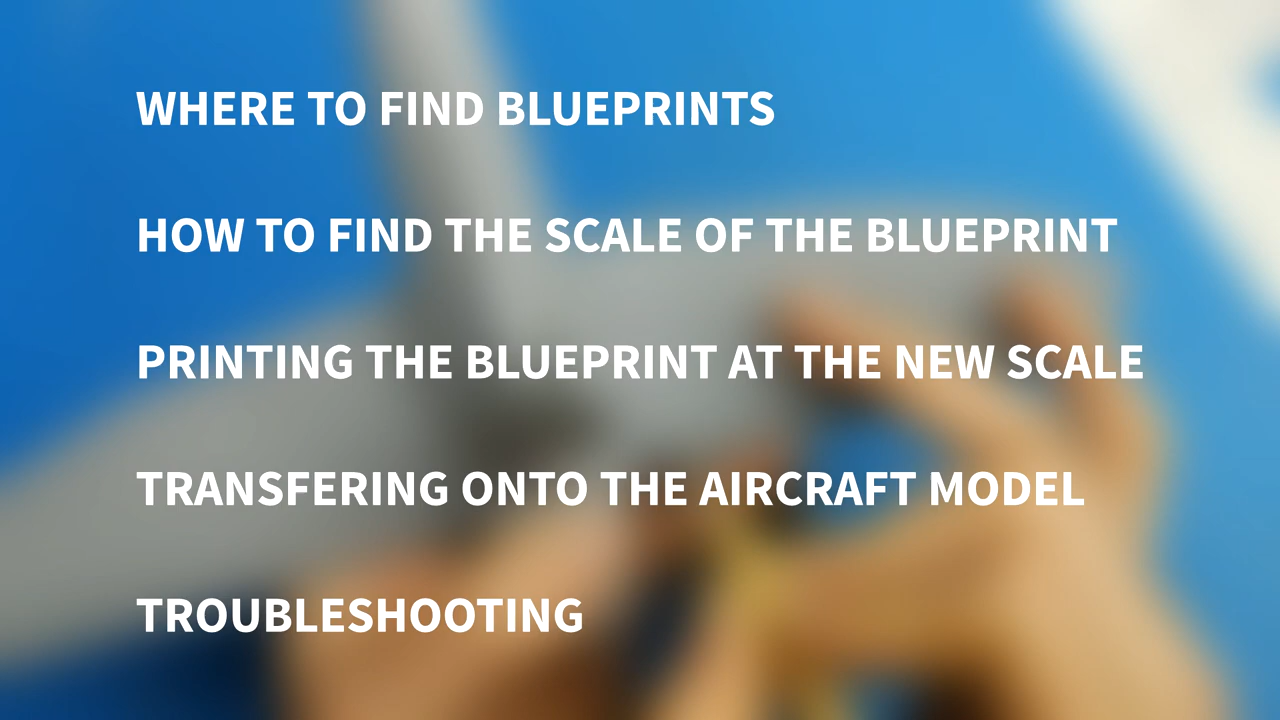 WHERE TO FIND BLUEPRINTS
HOW TO FIND THE SCALE OF THE BLUEPRINT
PRINTING THE BLUEPRINT AT THE NEW SCALE
TRANSFERING ONTO THE AIRCRAFT MODEL
TROUBLESHOOTING